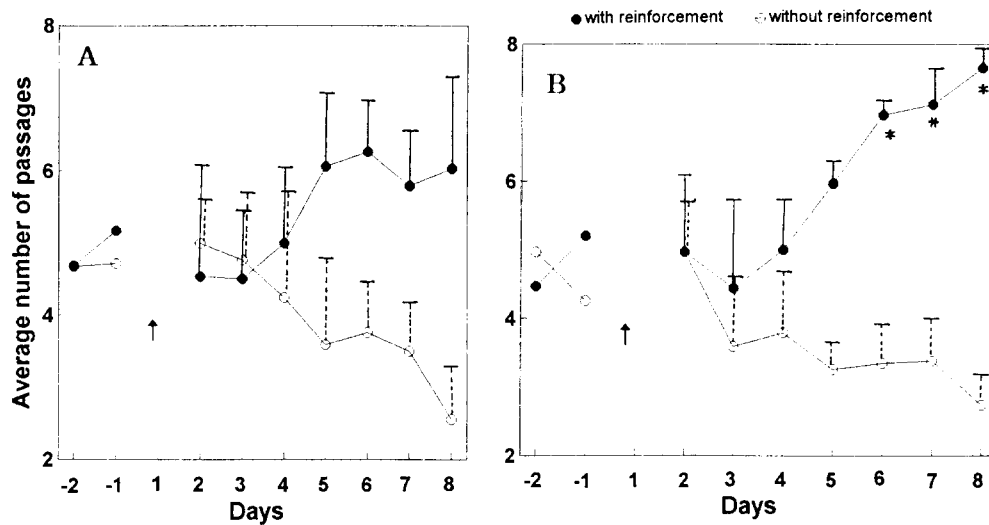 with reinforcement without reinforcement
A
B
Average number of passages
8
6
4
2
-2 -1 1 2 3 4 5 6 7 8
Days
8
6
4
2
* * *
-2 -1 1 2 3 4 5 6 7 8
Days